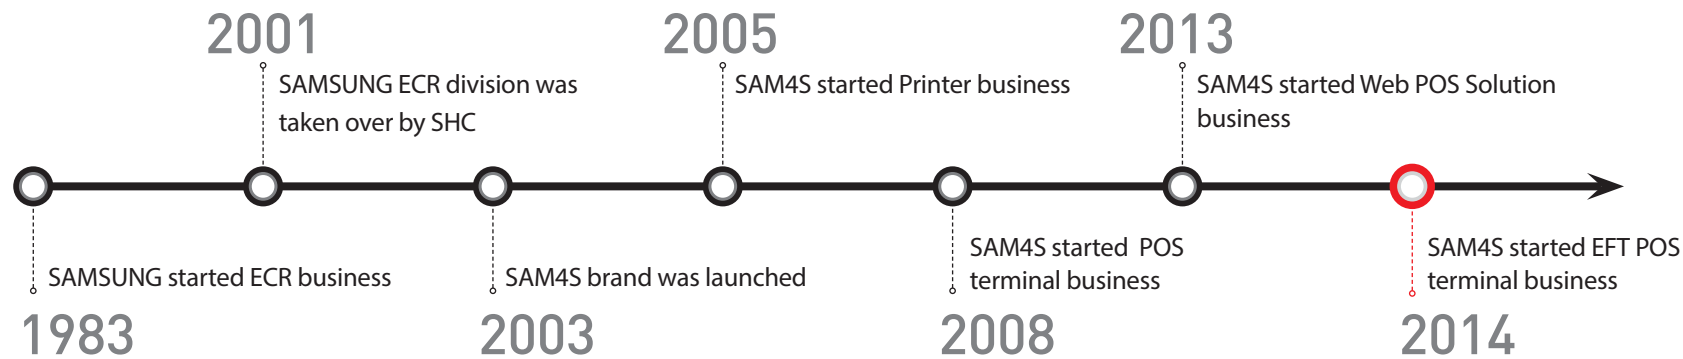 2001
SAMSUNG ECR division was
taken over by SHC
2005
SAM4S started Printer business
2013
SAM4S started Web POS Solution
business
SAMSUNG started ECR business
1983
SAM4S brand was launched
2003
SAM4S started POS
terminal business
2008
SAM4S started EFT POS
terminal business
2014